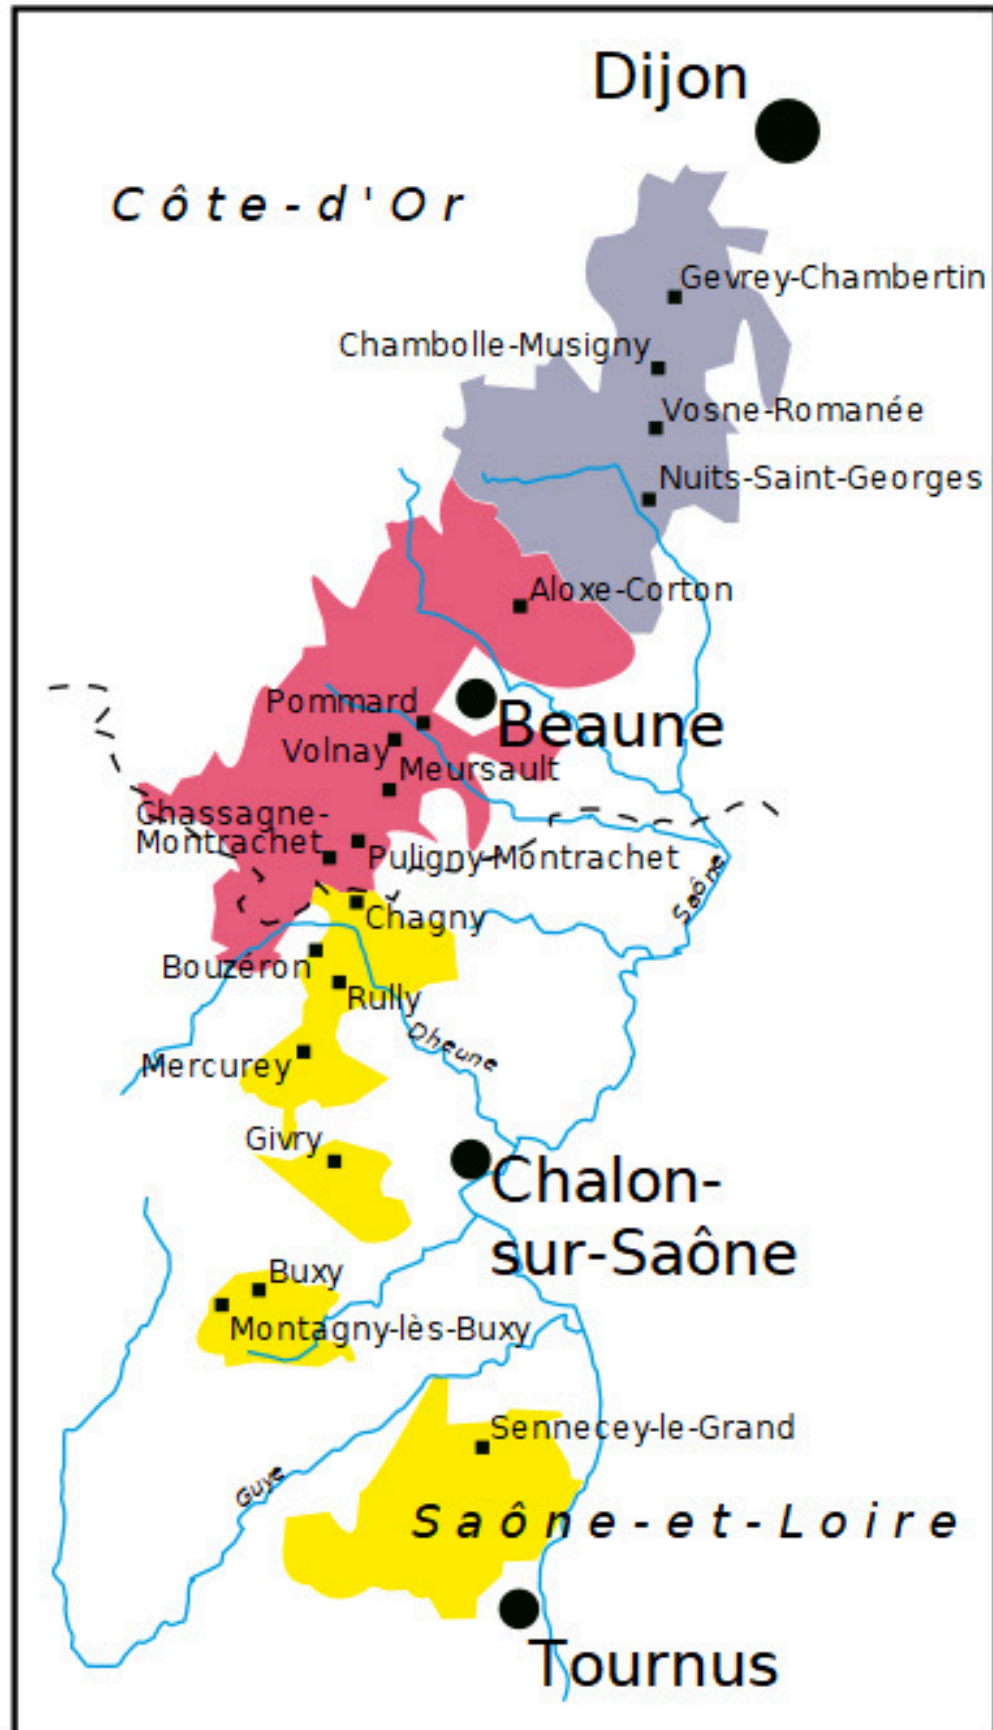 Dijon
Côte-d'Or
Gevrey-Chambertin
Chambolle-Musigny
Vosne-Romanée
Nuits-Saint-Georges
Aloxe-Corton
Pommard
Beaune
Volnay
Meursault
Chassagne-
Montrachet
Puligny-Montrachet
Saône
Chagny
Bouzeron
Rully
Dheune
Mercurey
Givry
Chalon-
sur-Saône
Buxy
Montagny-lès-Buxy
Sennecey-le-Grand
Guye
Saône-et-Loire
Tournus